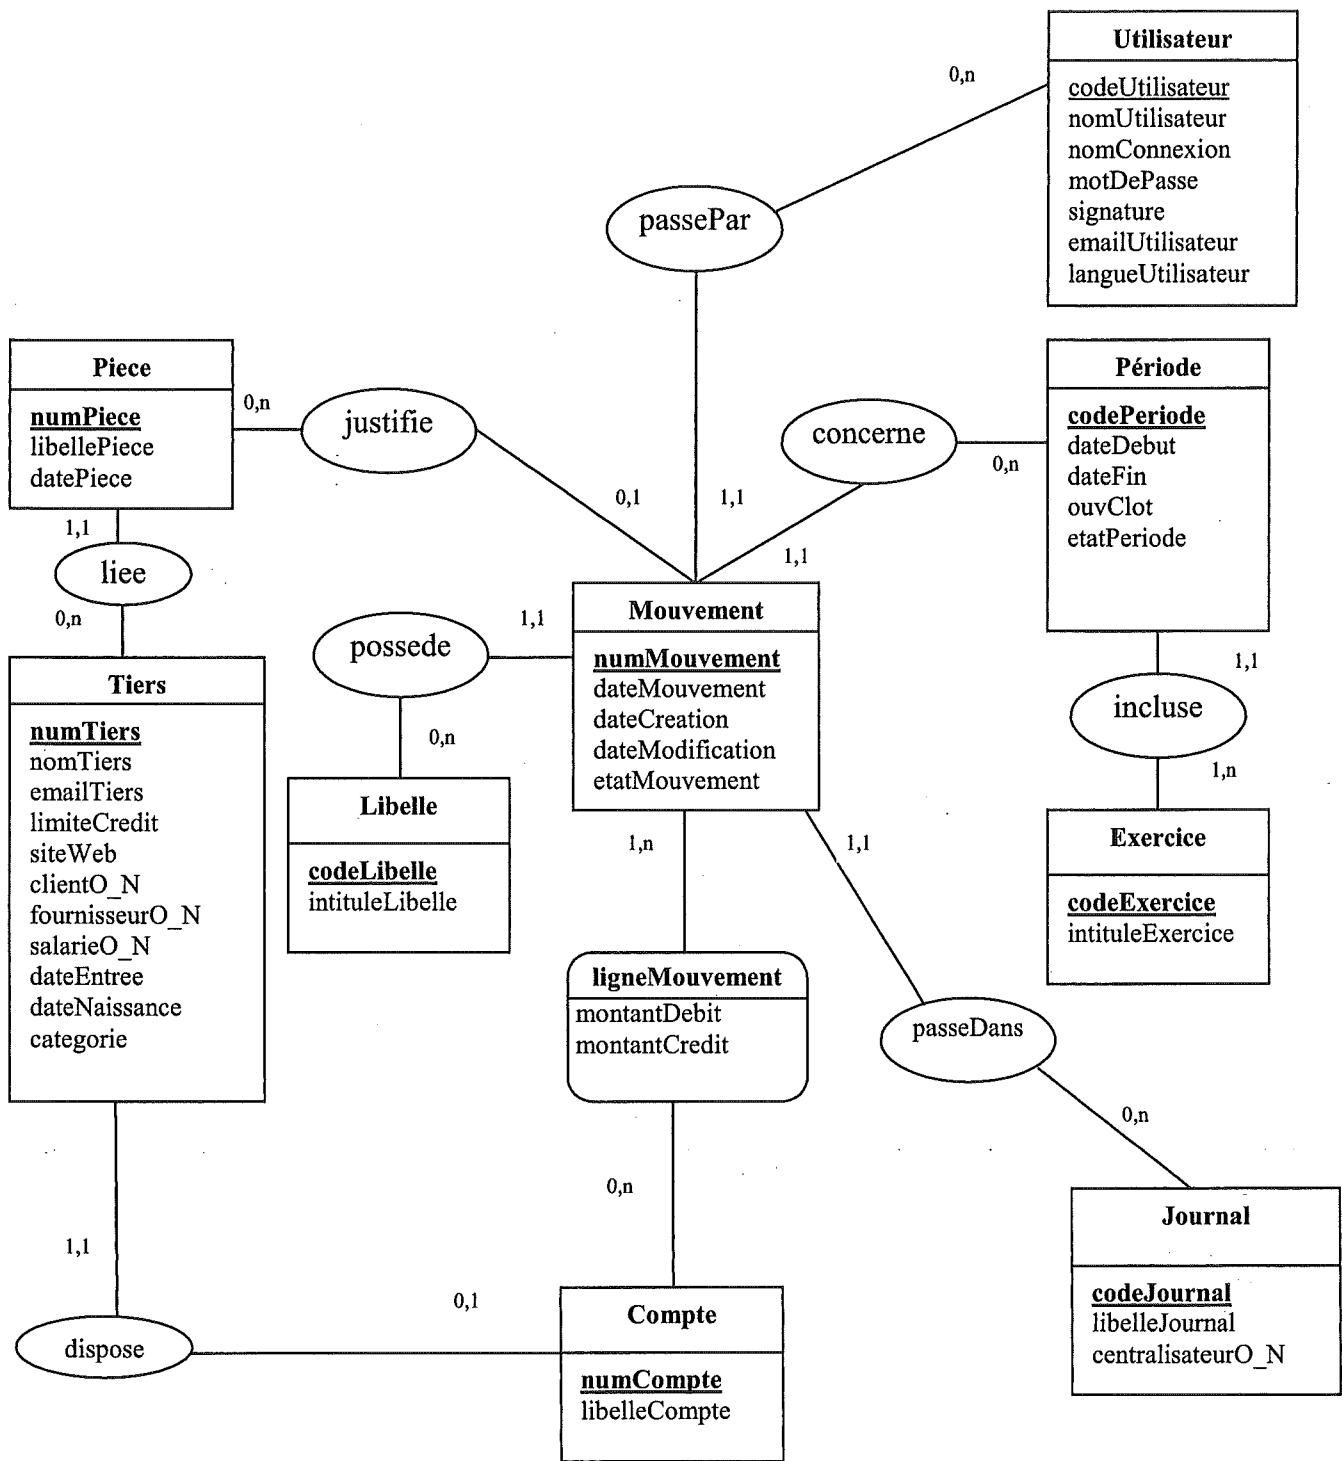 Utilisateur
codeUtilisateur
nomUtilisateur
nomConnexion
motDePasse
signature
emailUtilisateur
langueUtilisateur
0,n
passePar
1,1
Piece
numPiece
libellePiece
datePiece
0,n
justifie
0,1
concerne
0,n
1,1
Période
codePeriode
dateDebut
dateFin
ouvClot
etatPeriode
1,1
liee
0,n
1,1
incluse
1,n
possede
1,1
0,n
Mouvement
numMouvement
dateMouvement
dateCreation
dateModification
etatMouvement
Tiers
numTiers
nomTiers
emailTiers
limiteCredit
siteWeb
clientO_N
fournisseurO_N
salarieO_N
dateEntree
dateNaissance
categorie
Libelle
codeLibelle
intituleLibelle
Exercice
codeExercice
intituleExercice
1,n
1,1
ligneMouvement
montantDebit
montantCredit
passeDans
0,n
0,n
1,1
dispose
0,1
Compte
numCompte
libelleCompte
Journal
codeJournal
libelleJournal
centralisateurO_N